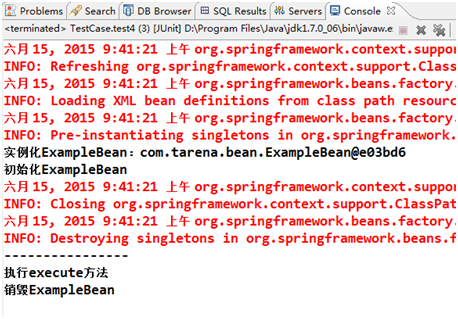 Problems Search DB Browser SQL Results Servers Console
<terminated> TestCase.test4 (3) [JUnit] D:\Program Files\Java\jdk1.7.0_06\bin\javaw.ex
六月 15, 2015 9:41:21 上午 org.springframework.context.suppor
INFO: Refreshing org.springframework.context.support.Class
六月 15, 2015 9:41:21 上午 org.springframework.beans.factory.
INFO: Loading XML bean definitions from class path resourc
六月 15, 2015 9:41:21 上午 org.springframework.beans.factory.
INFO: Pre-instantiating singletons in org.springframework.
实例化ExampleBean：com.tarena.bean.ExampleBean@e03bd6
初始化ExampleBean
六月 15, 2015 9:41:21 上午 org.springframework.context.suppor
INFO: Closing org.springframework.context.support.ClassPat
六月 15, 2015 9:41:21 上午 org.springframework.beans.factory.
INFO: Destroying singletons in org.springframework.beans.f
----------------
执行execute方法
销毁ExampleBean